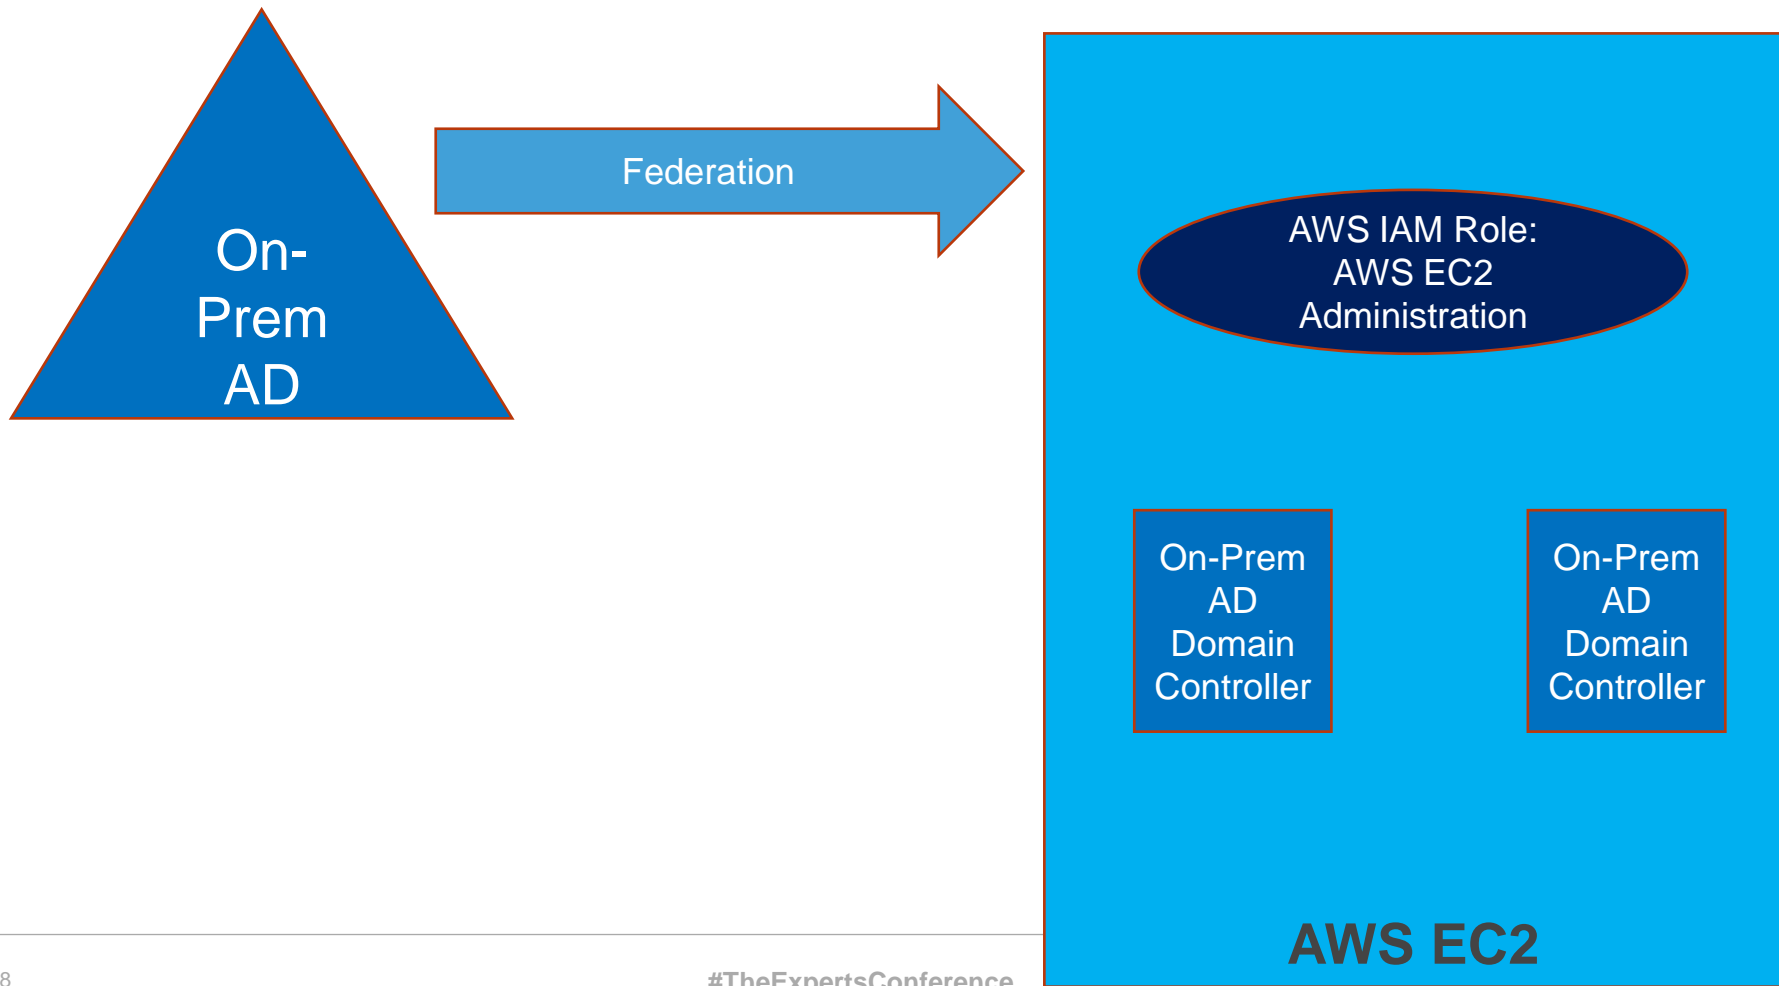 On-
Prem
AD
Federation
AWS IAM Role:
AWS EC2
Administration
On-Prem
AD
Domain
Controller
On-Prem
AD
Domain
Controller
AWS EC2
8
#TheExpertsConference